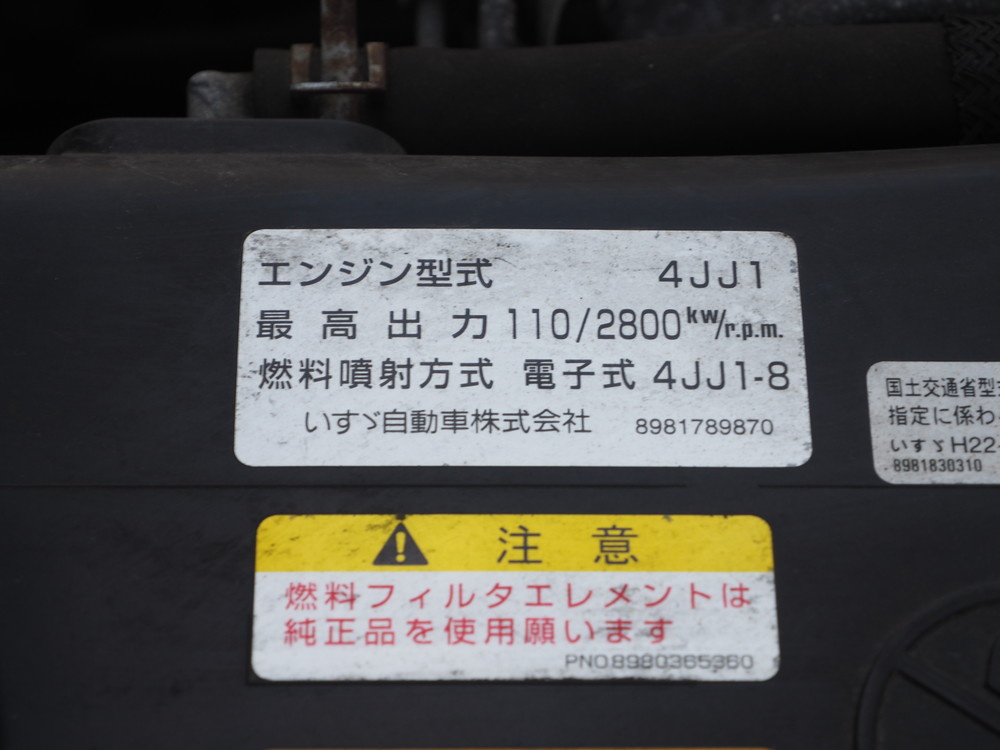 エンジン型式 4JJ1
最高出力 110/2800 kw/r.p.m.
燃料噴射方式 電子式 4JJ1-8
いすゞ自動車株式会社 8981789870
国土交通省型
指定に係わ
いすゞH22
8981830310
注意
燃料フィルタエレメントは
純正品を使用願います
PNO.8980365360